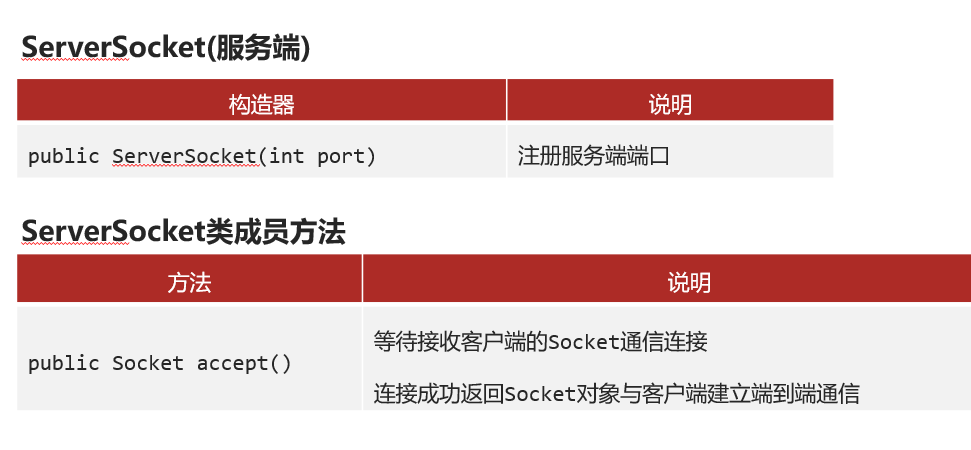 ServerSocket(服务端)
构造器 说明
public ServerSocket(int port) 注册服务端端口
ServerSocket类成员方法
方法 说明
等待接收客户端的Socket通信连接
public Socket accept()
连接成功返回Socket对象与客户端建立端到端通信